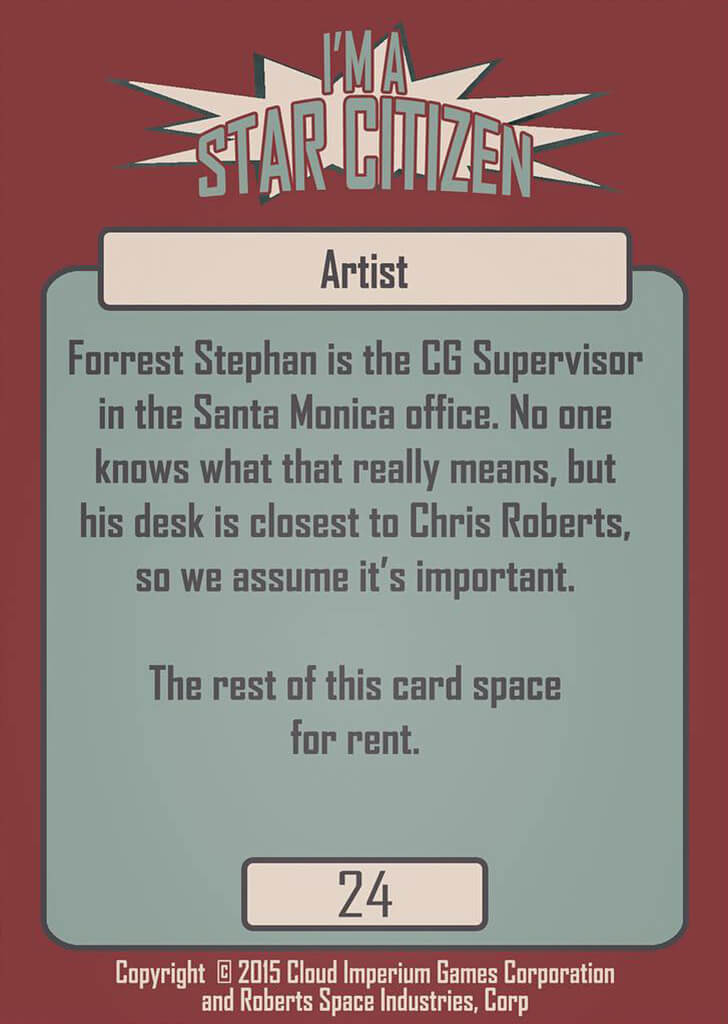 I'M A
STAR CITIZEN
Artist
Forrest Stephan is the CG Supervisor
in the Santa Monica office. No one
knows what that really means, but
his desk is closest to Chris Roberts,
so we assume it's important.
The rest of this card space
for rent.
24
Copyright © 2015 Cloud Imperium Games Corporation
and Roberts Space Industries, Corp